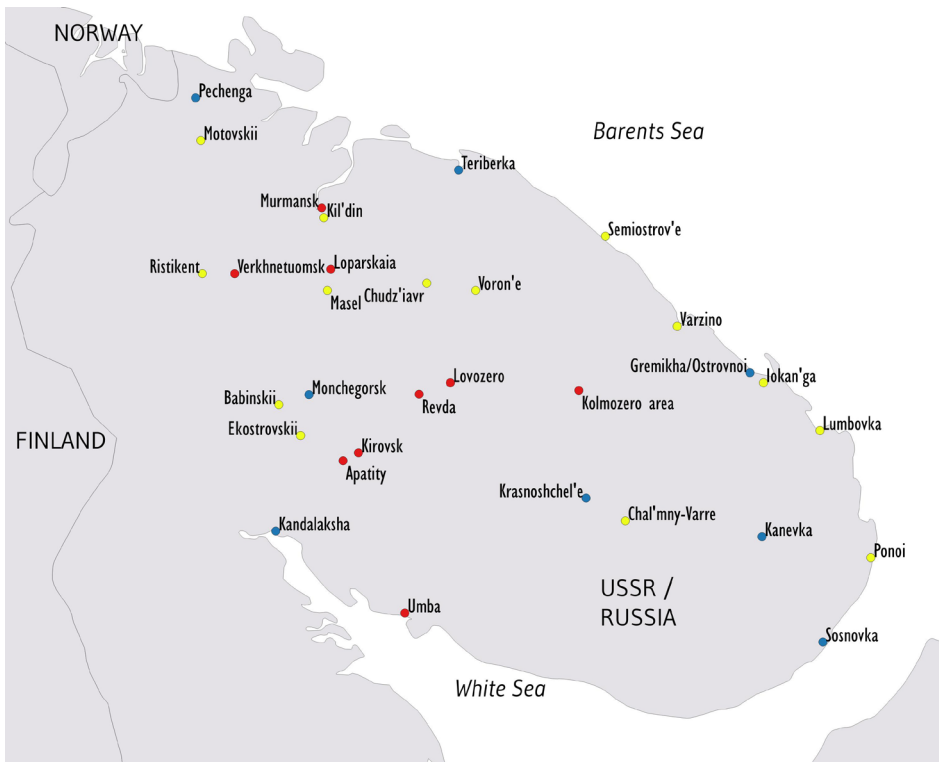 NORWAY
Pechenga
Motovskii
Barents Sea
Teriberka
Murmansk
Kil'din
Semiostrov'e
Ristikent
Verkhnetuomsk
Loparskaia
Masel
Chudz'iavr
Voron'e
Varzino
Gremikha/Ostrovnoi
Iokan'ga
Lovozero
Monchegorsk
Babinskii
Revda
Kolmozero area
Lumbovka
Ekostrovskii
FINLAND
Kirovsk
Apatity
Krasnoshchel'e
Chal'mny-Varre
Kandalaksha
Kanevka
Ponoi
USSR /
RUSSIA
Umba
Sosnovka
White Sea